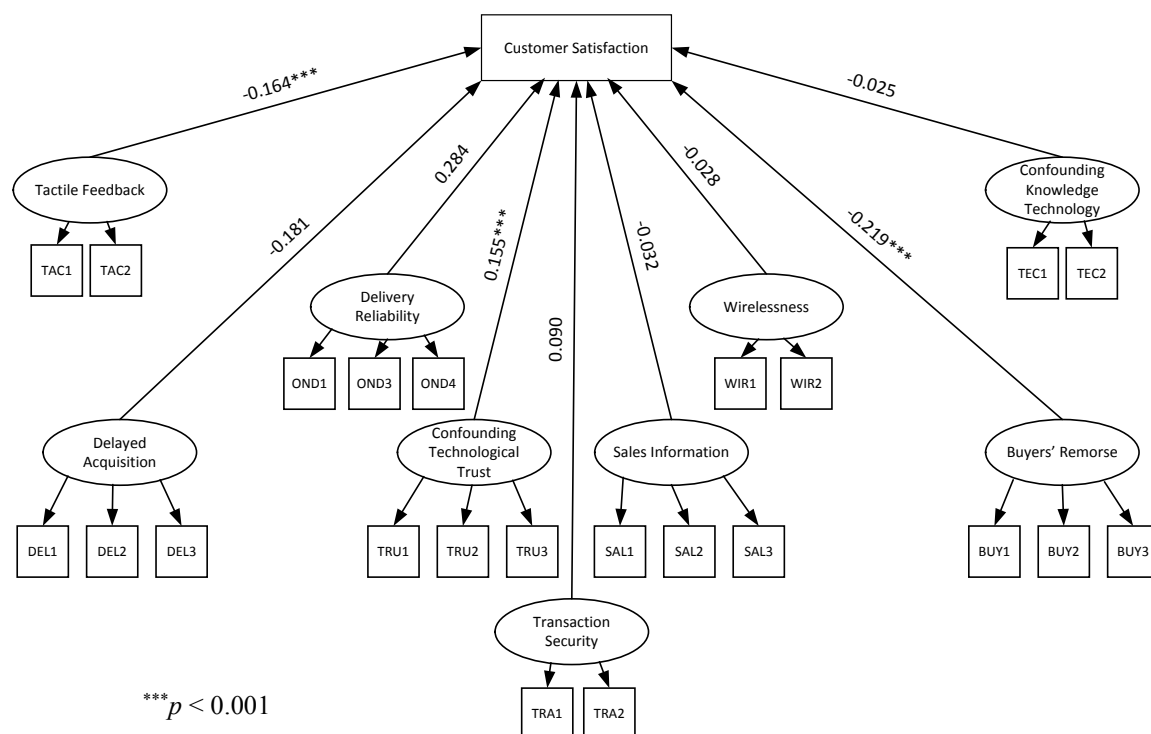 Customer Satisfaction
-0.164***
-0.025
-0.181
0.284
0.155***
0.090
-0.032
-0.028
-0.219***
Tactile Feedback
TAC1
TAC2
Confounding
Knowledge
Technology
TEC1
TEC2
Delivery
Reliability
OND1
OND3
OND4
Wirelessness
WIR1
WIR2
Delayed
Acquisition
DEL1
DEL2
DEL3
Confounding
Technological
Trust
TRU1
TRU2
TRU3
Sales Information
SAL1
SAL2
SAL3
Buyers’ Remorse
BUY1
BUY2
BUY3
Transaction
Security
TRA1
TRA2
***p < 0.001